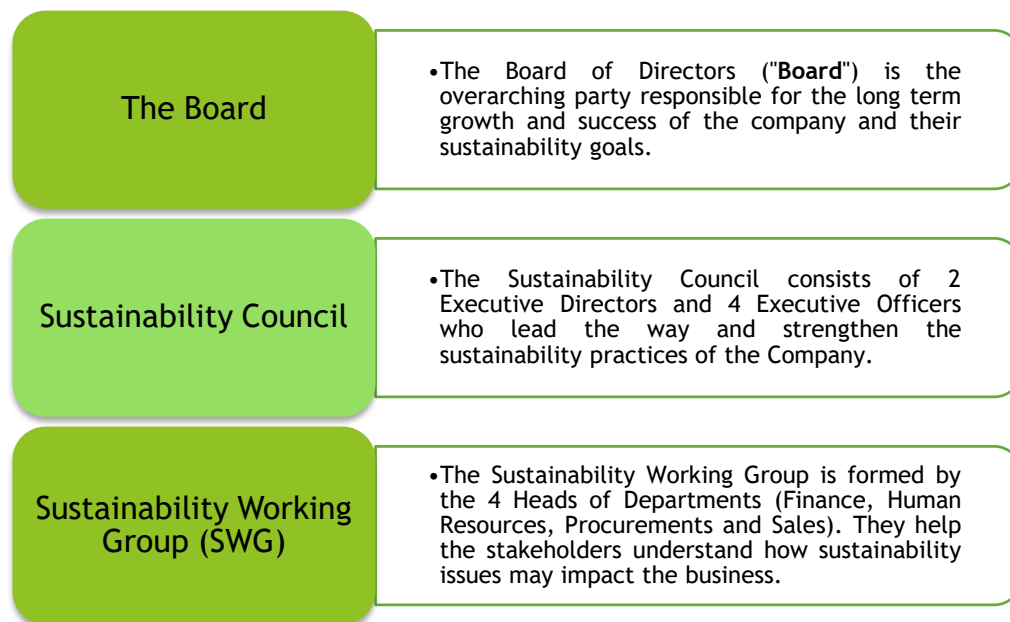 The Board
•The Board of Directors ("Board") is the
overarching party responsible for the long term
growth and success of the company and their
sustainability goals.
Sustainability Council
•The Sustainability Council consists of 2
Executive Directors and 4 Executive Officers
who lead the way and strengthen the
sustainability practices of the Company.
Sustainability Working
Group (SWG)
•The Sustainability Working Group is formed by
the 4 Heads of Departments (Finance, Human
Resources, Procurements and Sales). They help
the stakeholders understand how sustainability
issues may impact the business.